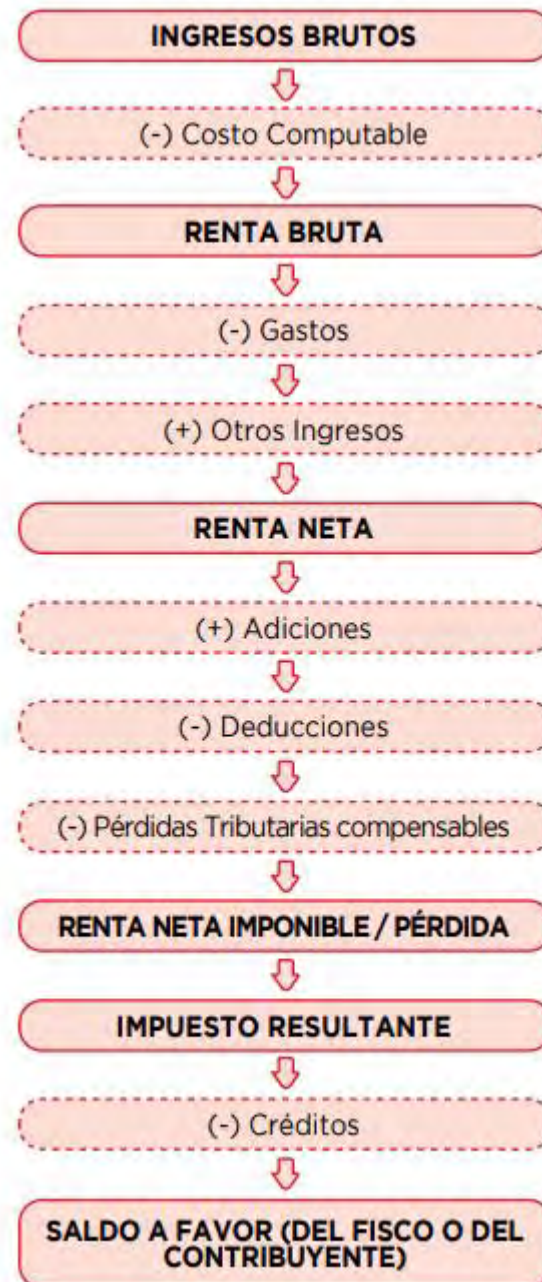 INGRESOS BRUTOS
(-) Costo Computable
RENTA BRUTA
(-) Gastos
(+) Otros Ingresos
RENTA NETA
(+) Adiciones
(-) Deducciones
(-) Pérdidas Tributarias compensables
RENTA NETA IMPONIBLE / PÉRDIDA
IMPUESTO RESULTANTE
(-) Créditos
SALDO A FAVOR (DEL FISCO O DEL
CONTRIBUYENTE)